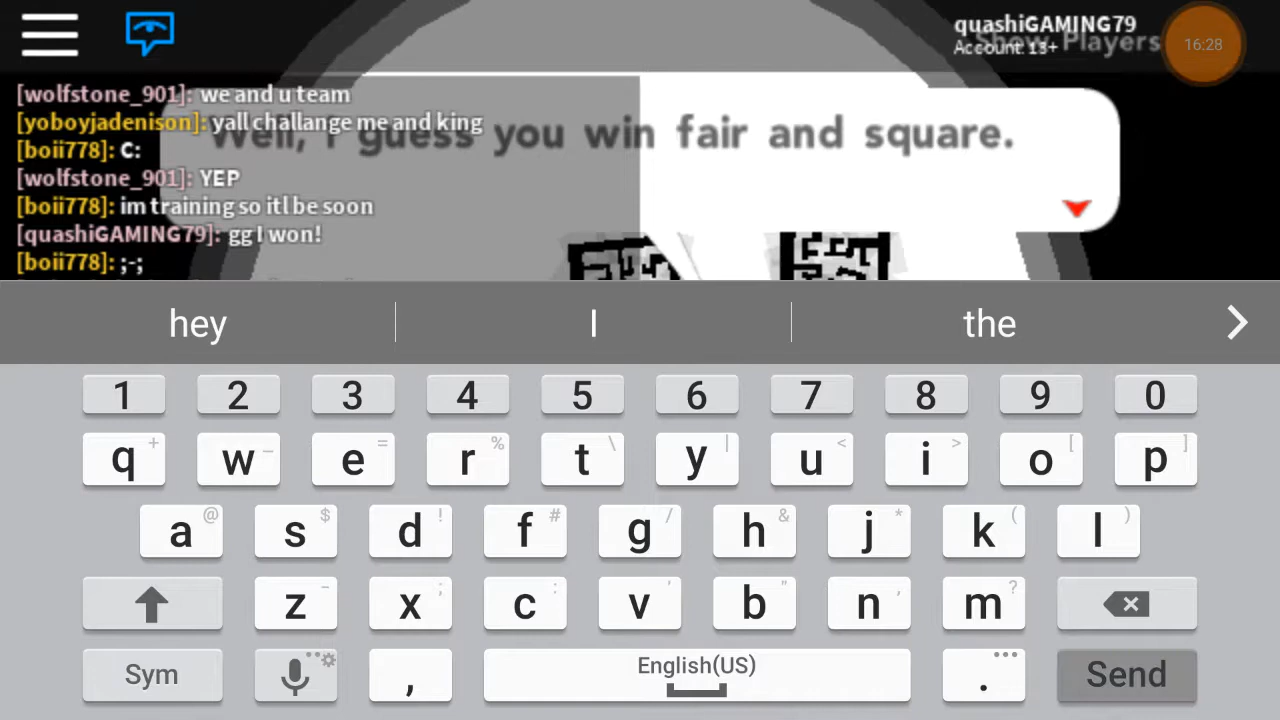 quashiGAMING79
Account: 13+
Show Players
16:28
[wolfstone_901]: we and u team
[yoboyjadenison]: yall challange me and king
[boii778]: C:
[wolfstone_901]: YEP
[boii778]: im training so itl be soon
[quashiGAMING79]: gg I won!
[boii778]: ;-;
Well, I guess you win fair and square.
hey I the
1 2 3 4 5 6 7 8 9 0
q + w _ e = r % t \ y | u < i > o [ p ]
a @ s $ d ! f # g / h & j * k ( l )
z - x ; c : v ' b " n , m ?
Sym , English(US) . Send